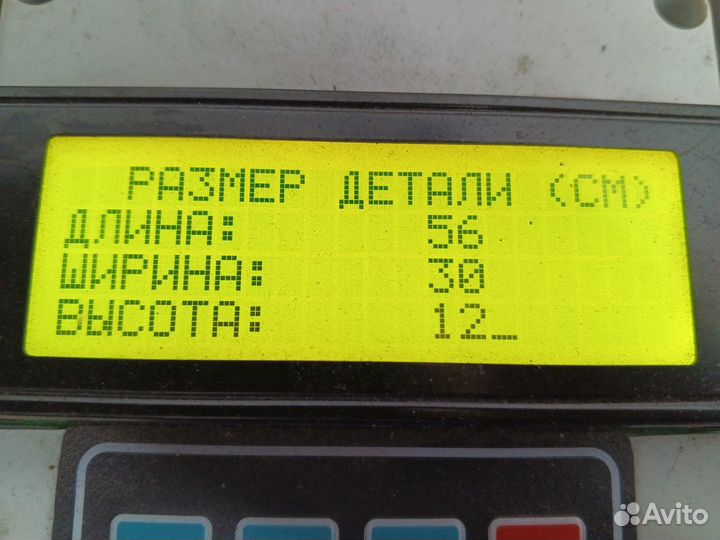 РАЗМЕР ДЕТАЛИ (СМ)
ДЛИНА: 56
ШИРИНА: 30
ВЫСОТА: 12_
Avito